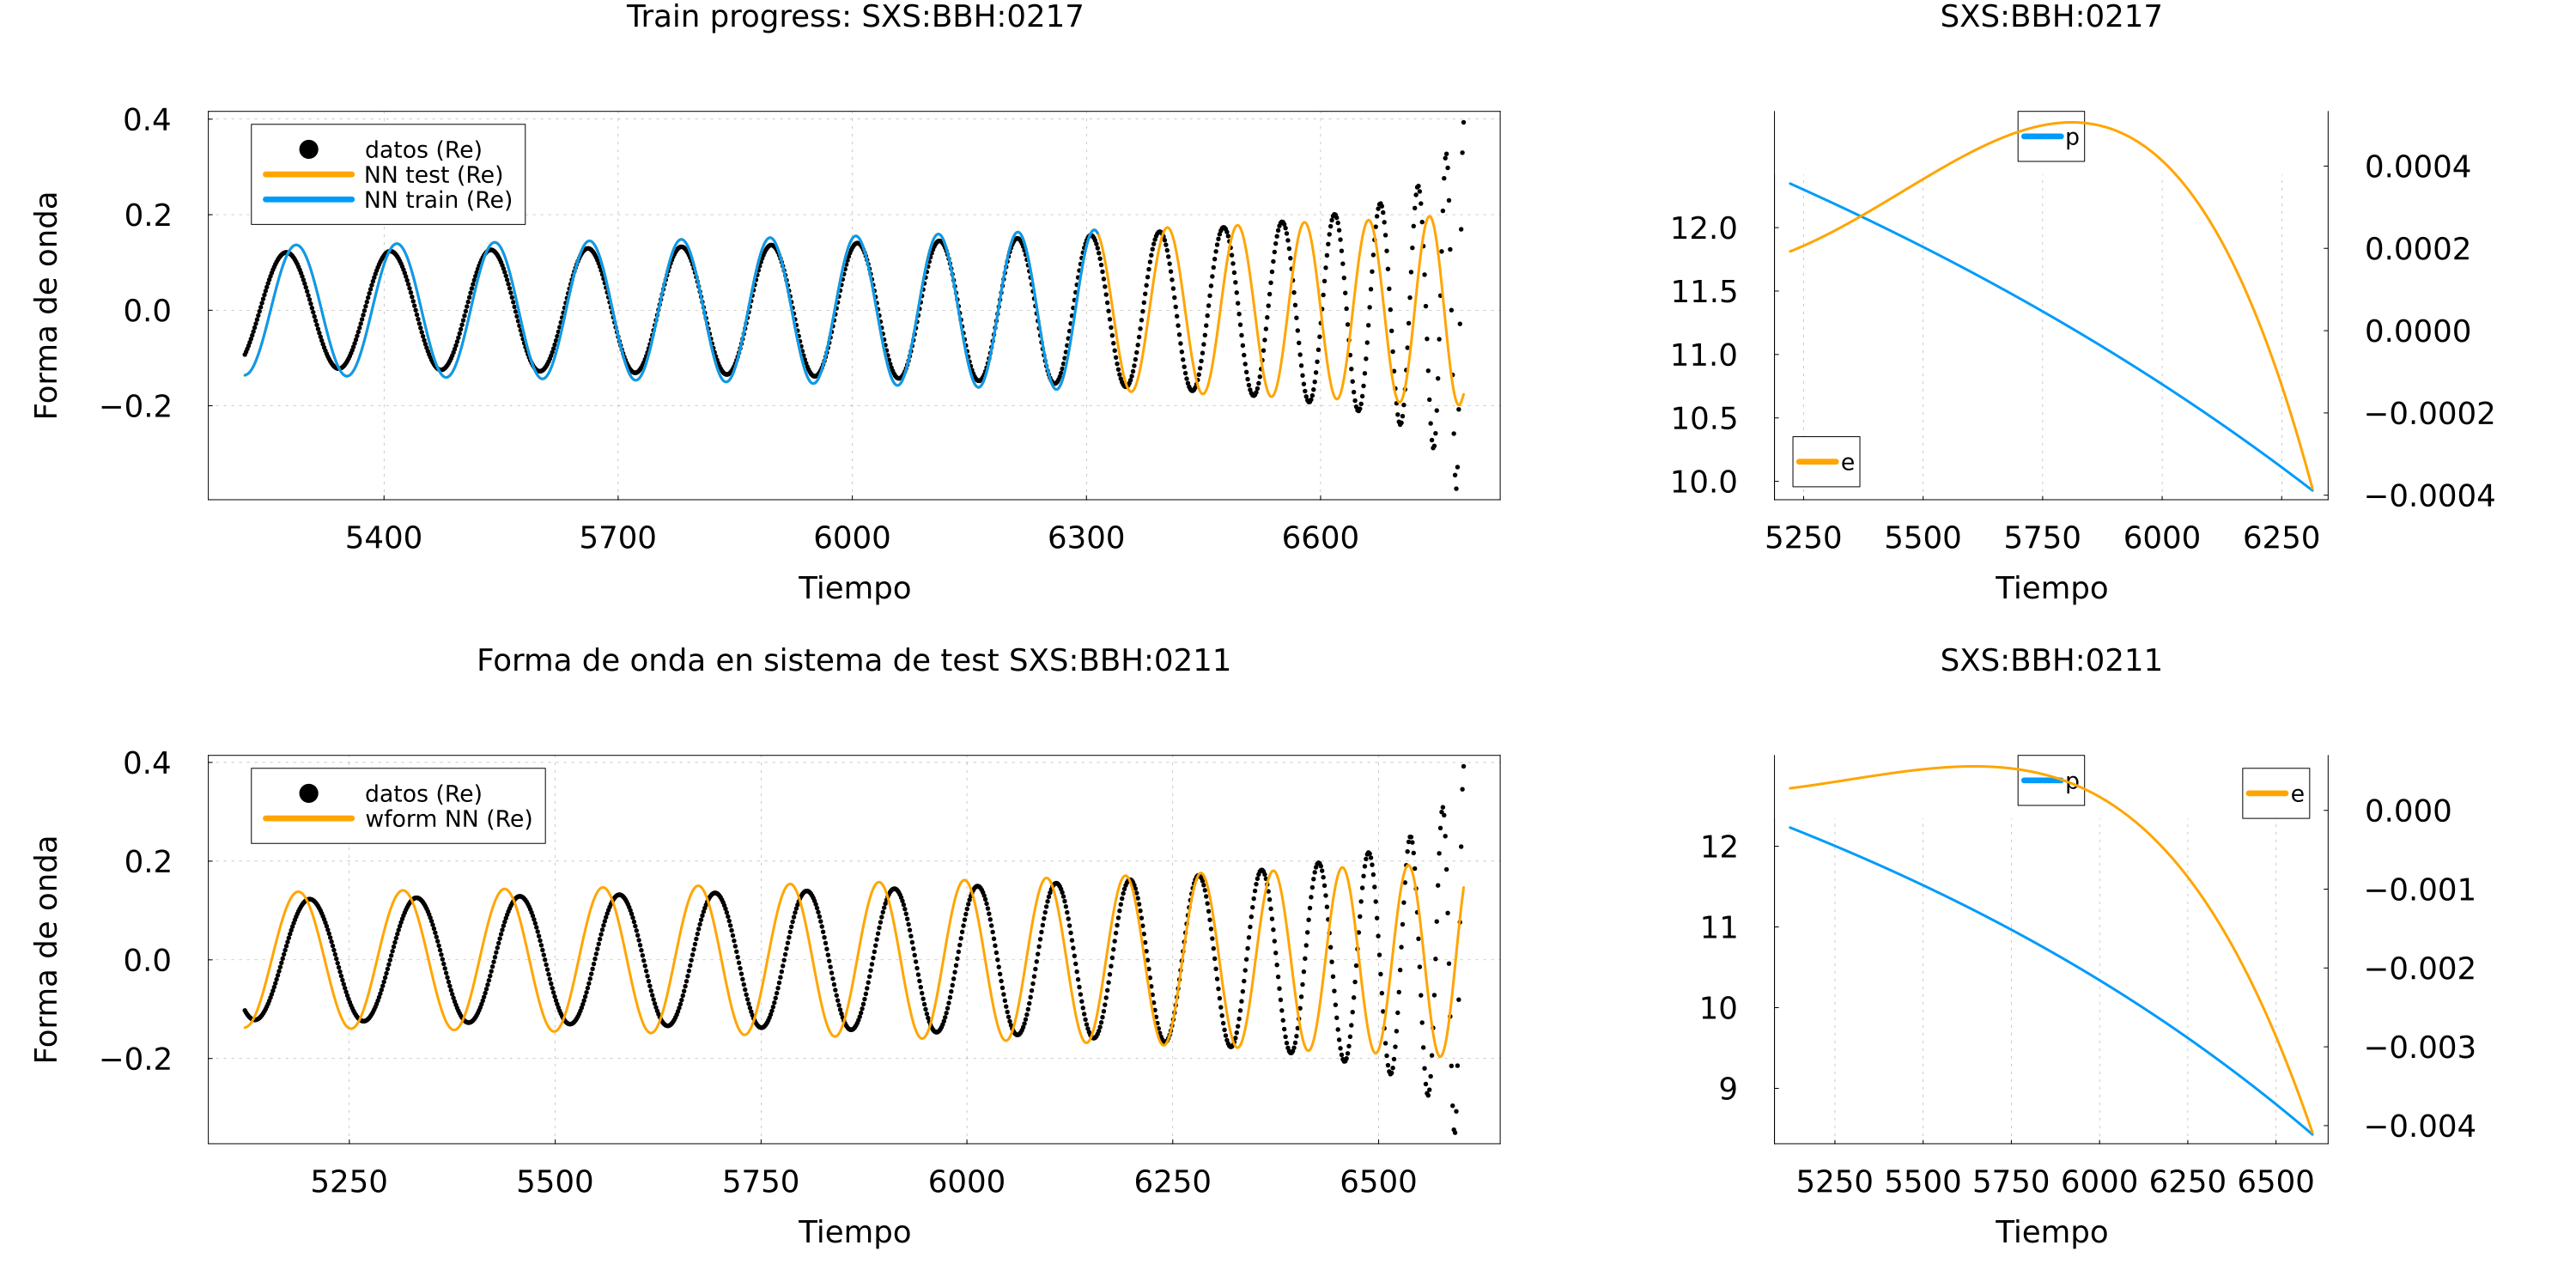 Train progress: SXS:BBH:0217
0.4
0.2
0.0
−0.2
Forma de onda
datos (Re)
NN test (Re)
NN train (Re)
5400 5700 6000 6300 6600
Tiempo
SXS:BBH:0217
12.0
11.5
11.0
10.5
10.0
p
e
0.0004
0.0002
0.0000
−0.0002
−0.0004
5250 5500 5750 6000 6250
Tiempo
Forma de onda en sistema de test SXS:BBH:0211
0.4
0.2
0.0
−0.2
Forma de onda
datos (Re)
wform NN (Re)
5250 5500 5750 6000 6250 6500
Tiempo
SXS:BBH:0211
12
11
10
9
p
e
0.000
−0.001
−0.002
−0.003
−0.004
5250 5500 5750 6000 6250 6500
Tiempo